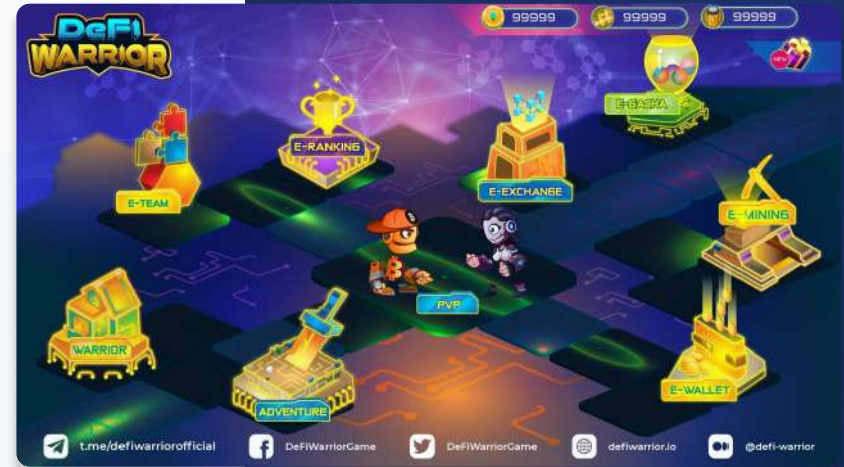 DeFi
WARRIOR
99999
99999
99999
NEW
E-GASHA
E-RANKING
E-EXCHANGE
E-TEAM
E-MINING
PVP
WARRIOR
E-WALLET
ADVENTURE
t.me/defiwarriorofficial
DeFiWarriorGame
DeFiWarriorGame
defiwarrior.io
@defi-warrior